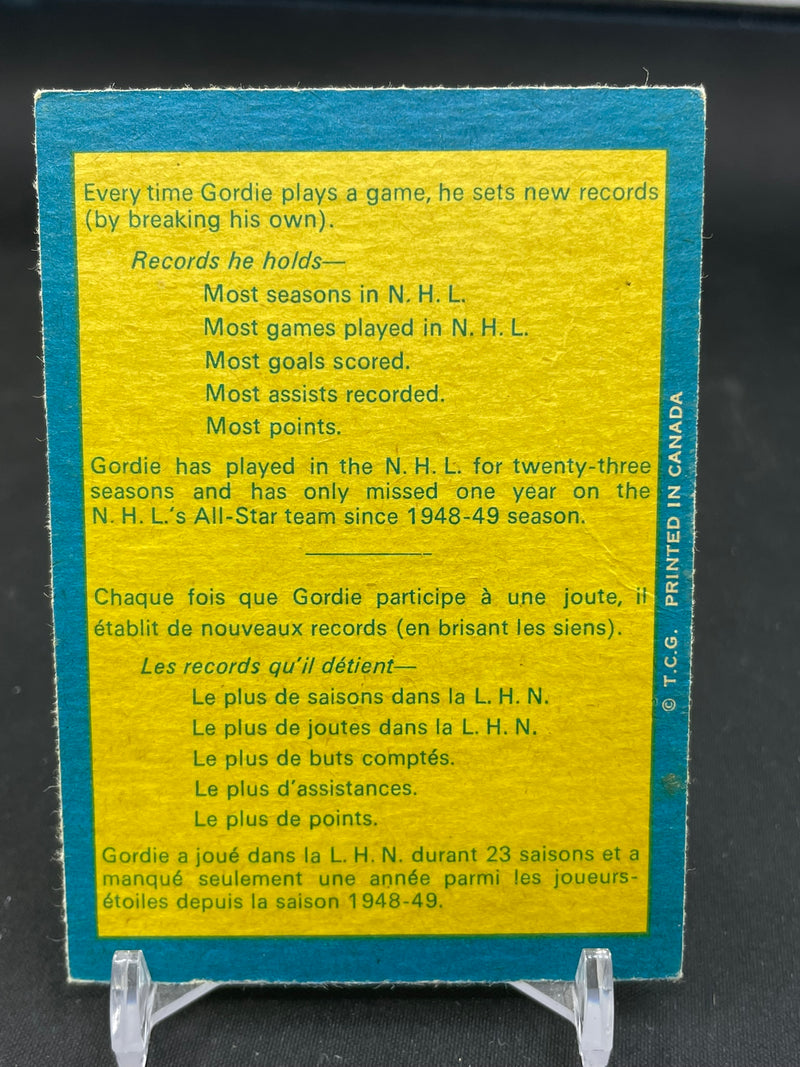 Every time Gordie plays a game, he sets new records
(by breaking his own).
Records he holds—
Most seasons in N. H. L.
Most games played in N. H. L.
Most goals scored.
Most assists recorded.
Most points.
Gordie has played in the N. H. L. for twenty-three
seasons and has only missed one year on the
N. H. L.'s All-Star team since 1948-49 season.
Chaque fois que Gordie participe à une joute, il
établit de nouveaux records (en brisant les siens).
Les records qu'il détient—
Le plus de saisons dans la L. H. N.
Le plus de joutes dans la L. H. N.
Le plus de buts comptés.
Le plus d'assistances.
Le plus de points.
Gordie a joué dans la L. H. N. durant 23 saisons et a
manqué seulement une année parmi les joueurs-
étoiles depuis la saison 1948-49.
© T.C.G. PRINTED IN CANADA